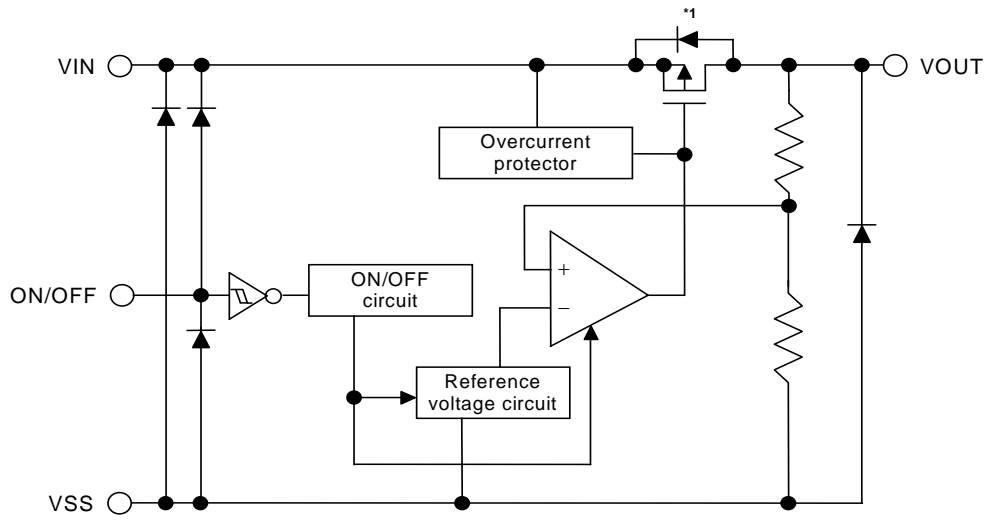 *1
VIN
VOUT
Overcurrent
protector
+
−
ON/OFF
ON/OFF
circuit
Reference
voltage circuit
VSS